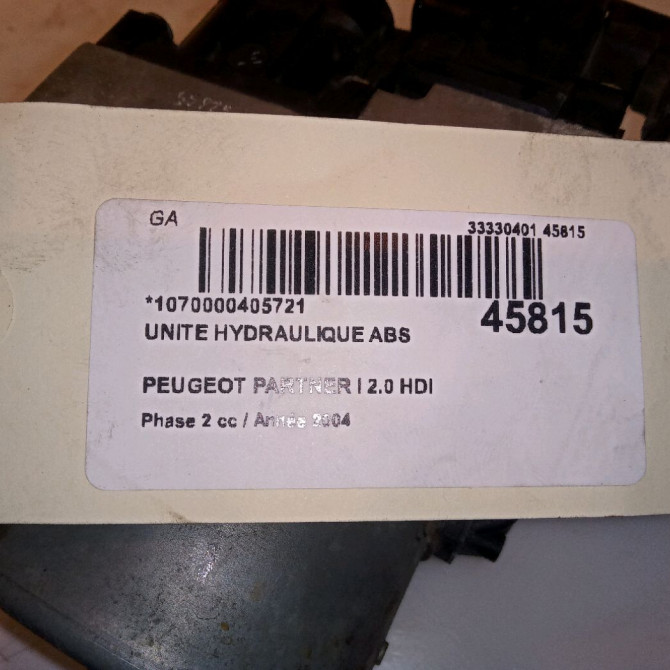 GA
33330401 45815
*1070000405721
45815
UNITE HYDRAULIQUE ABS
PEUGEOT PARTNER I 2.0 HDI
Phase 2 cc / Année 2004